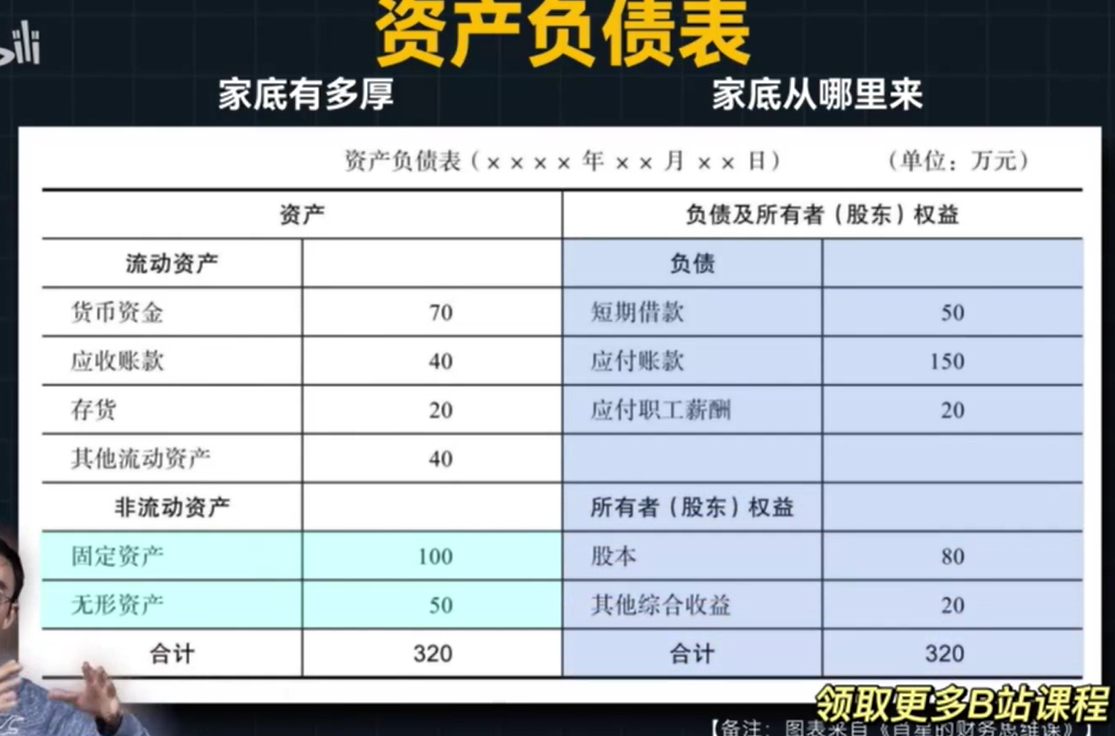 资产负债表
家底有多厚 家底从哪里来
资产负债表（××××年××月××日） （单位：万元）
资产 负债及所有者（股东）权益
流动资产 负债
货币资金 70 短期借款 50
应收账款 40 应付账款 150
存货 20 应付职工薪酬 20
其他流动资产 40
非流动资产 所有者（股东）权益
固定资产 100 股本 80
无形资产 50 其他综合收益 20
合计 320 合计 320
领取更多B站课程
【备注：图表来自《肖星的财务思维课》】